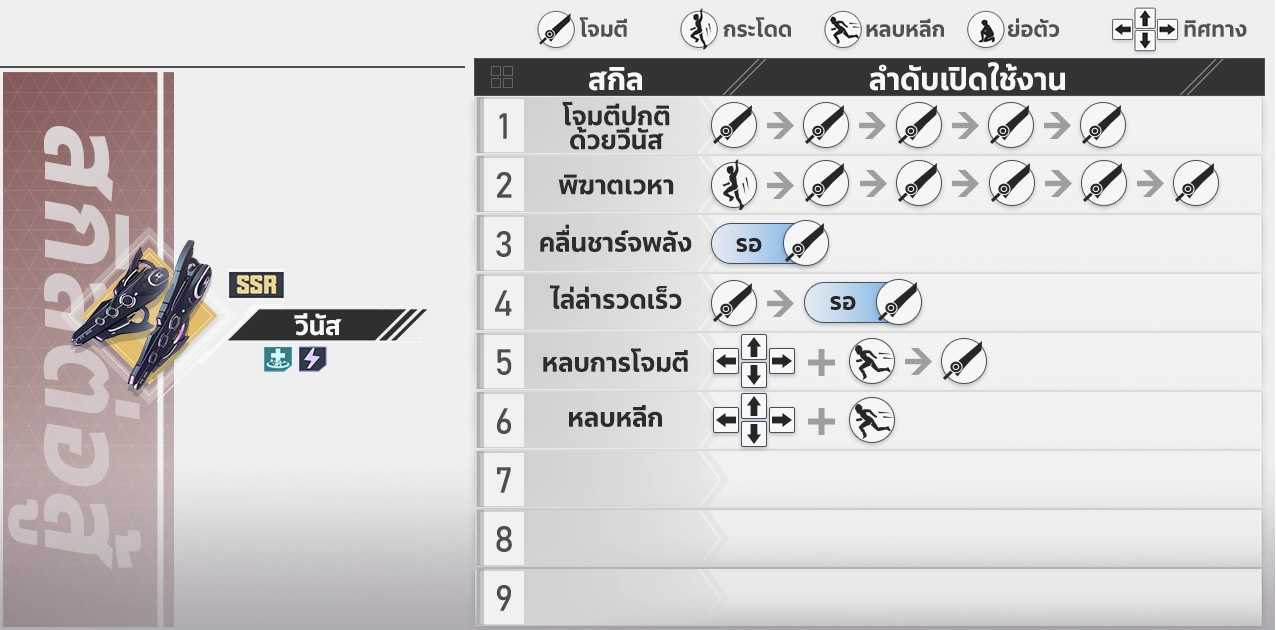 โจมตี
กระโดด
หลบหลีก
ย่อตัว
ทิศทาง
สกิลต่อสู้
SSR
วีนัส
สกิล
ลำดับเปิดใช้งาน
1
โจมตีปกติ
ด้วยวีนัส
2
พิฆาตเวหา
3
คลื่นชาร์จพลัง
รอ
4
ไล่ล่ารวดเร็ว
รอ
5
หลบการโจมตี
6
หลบหลีก
7
8
9